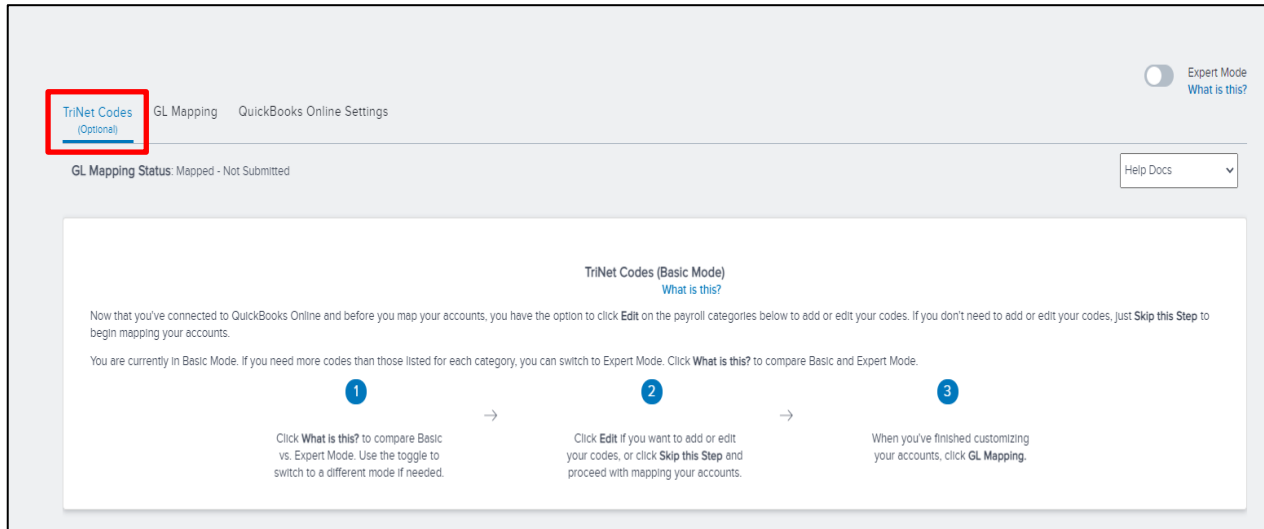 Expert Mode
What is this?
TriNet Codes
(Optional)
GL Mapping
QuickBooks Online Settings
GL Mapping Status: Mapped - Not Submitted
Help Docs
TriNet Codes (Basic Mode)
What is this?
Now that you've connected to QuickBooks Online and before you map your accounts, you have the option to click Edit on the payroll categories below to add or edit your codes. If you don't need to add or edit your codes, just Skip this Step to
begin mapping your accounts.
You are currently in Basic Mode. If you need more codes than those listed for each category, you can switch to Expert Mode. Click What is this? to compare Basic and Expert Mode.
1
Click What is this? to compare Basic
vs. Expert Mode. Use the toggle to
switch to a different mode if needed.
2
Click Edit if you want to add or edit
your codes, or click Skip this Step and
proceed with mapping your accounts.
3
When you've finished customizing
your accounts, click GL Mapping.